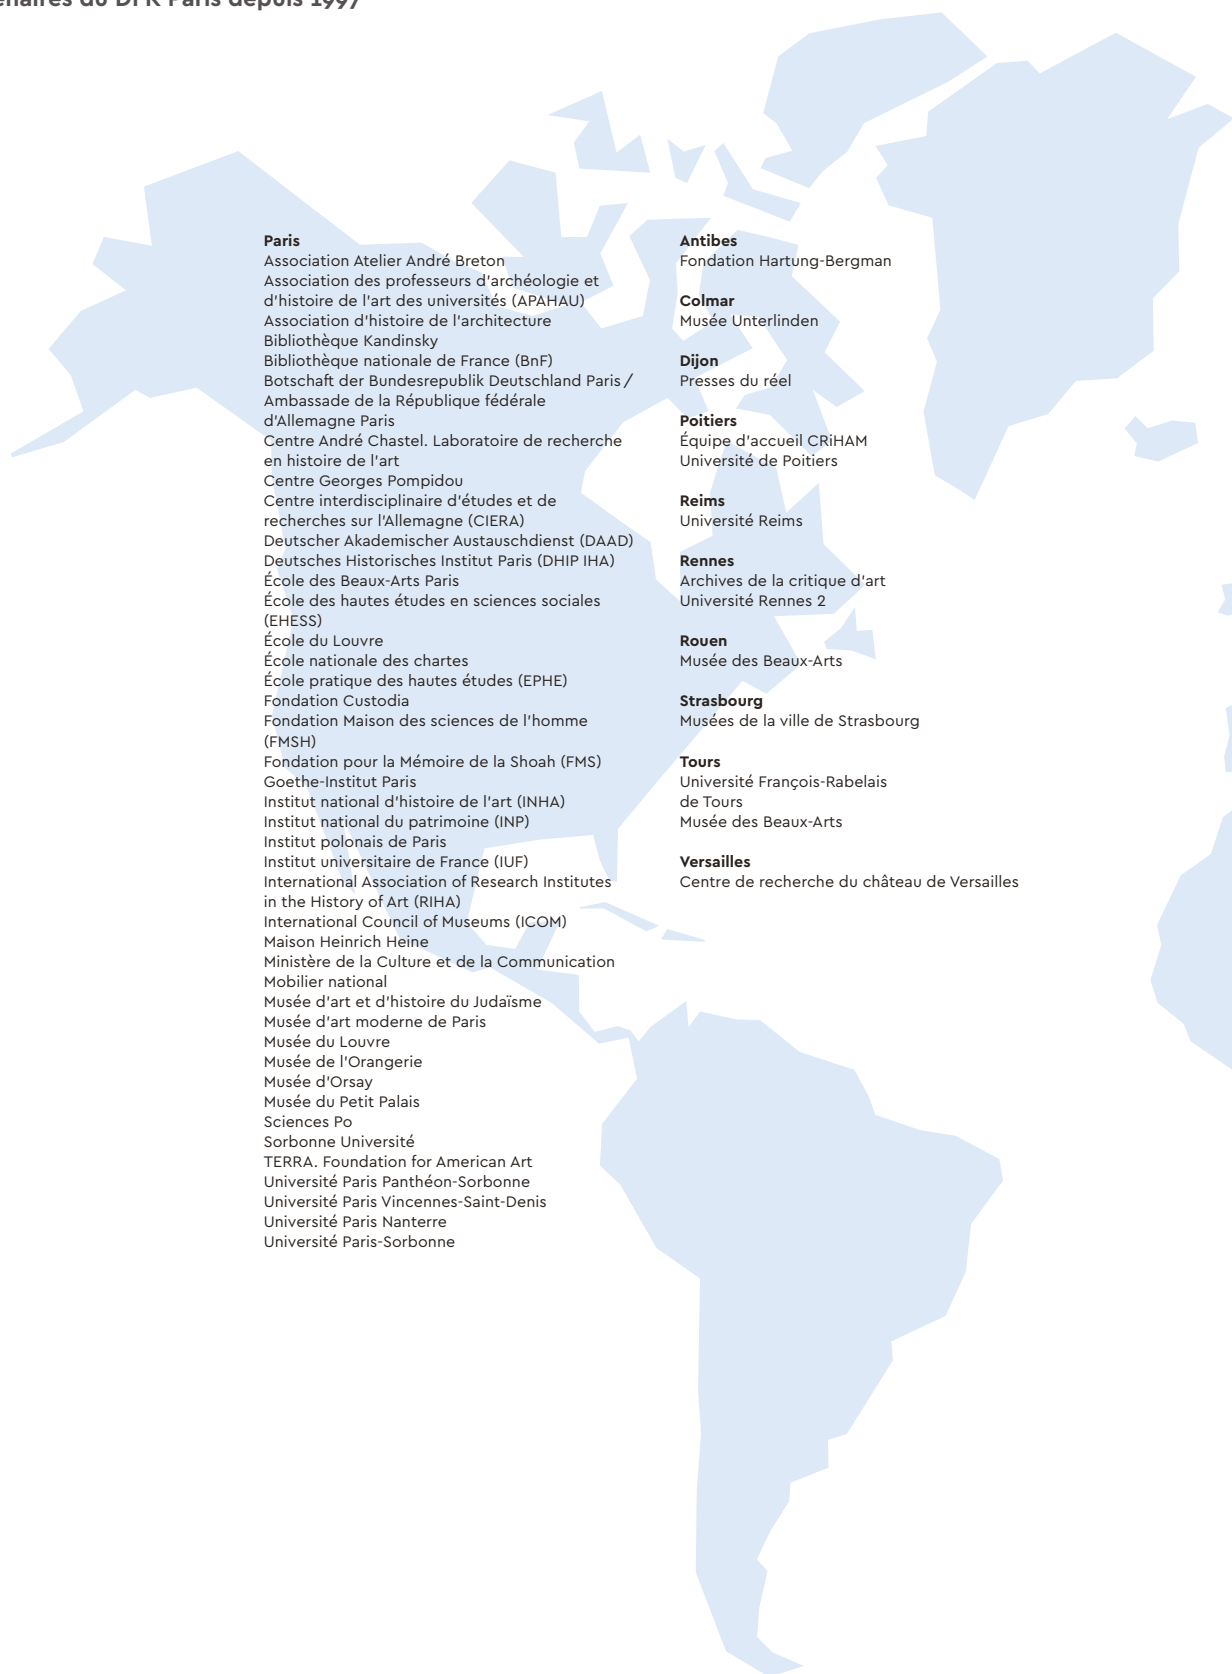 du DFK Paris depuis 1997
Paris
Association Atelier André Breton
Association des professeurs d'archéologie et
d'histoire de l'art des universités (APAHAU)
Association d'histoire de l'architecture
Bibliothèque Kandinsky
Bibliothèque nationale de France (BnF)
Botschaft der Bundesrepublik Deutschland Paris /
Ambassade de la République fédérale
d'Allemagne Paris
Centre André Chastel. Laboratoire de recherche
en histoire de l'art
Centre Georges Pompidou
Centre interdisciplinaire d'études et de
recherches sur l'Allemagne (CIERA)
Deutscher Akademischer Austauschdienst (DAAD)
Deutsches Historisches Institut Paris (DHIP IHA)
École des Beaux-Arts Paris
École des hautes études en sciences sociales
(EHESS)
École du Louvre
École nationale des chartes
École pratique des hautes études (EPHE)
Fondation Custodia
Fondation Maison des sciences de l'homme
(FMSH)
Fondation pour la Mémoire de la Shoah (FMS)
Goethe-Institut Paris
Institut national d'histoire de l'art (INHA)
Institut national du patrimoine (INP)
Institut polonais de Paris
Institut universitaire de France (IUF)
International Association of Research Institutes
in the History of Art (RIHA)
International Council of Museums (ICOM)
Maison Heinrich Heine
Ministère de la Culture et de la Communication
Mobilier national
Musée d'art et d'histoire du Judaïsme
Musée d'art moderne de Paris
Musée du Louvre
Musée de l'Orangerie
Musée d'Orsay
Musée du Petit Palais
Sciences Po
Sorbonne Université
TERRA. Foundation for American Art
Université Paris Panthéon-Sorbonne
Université Paris Vincennes-Saint-Denis
Université Paris Nanterre
Université Paris-Sorbonne
Antibes
Fondation Hartung-Bergman
Colmar
Musée Unterlinden
Dijon
Presses du réel
Poitiers
Équipe d'accueil CRiHAM
Université de Poitiers
Reims
Université Reims
Rennes
Archives de la critique d'art
Université Rennes 2
Rouen
Musée des Beaux-Arts
Strasbourg
Musées de la ville de Strasbourg
Tours
Université François-Rabelais
de Tours
Musée des Beaux-Arts
Versailles
Centre de recherche du château de Versailles